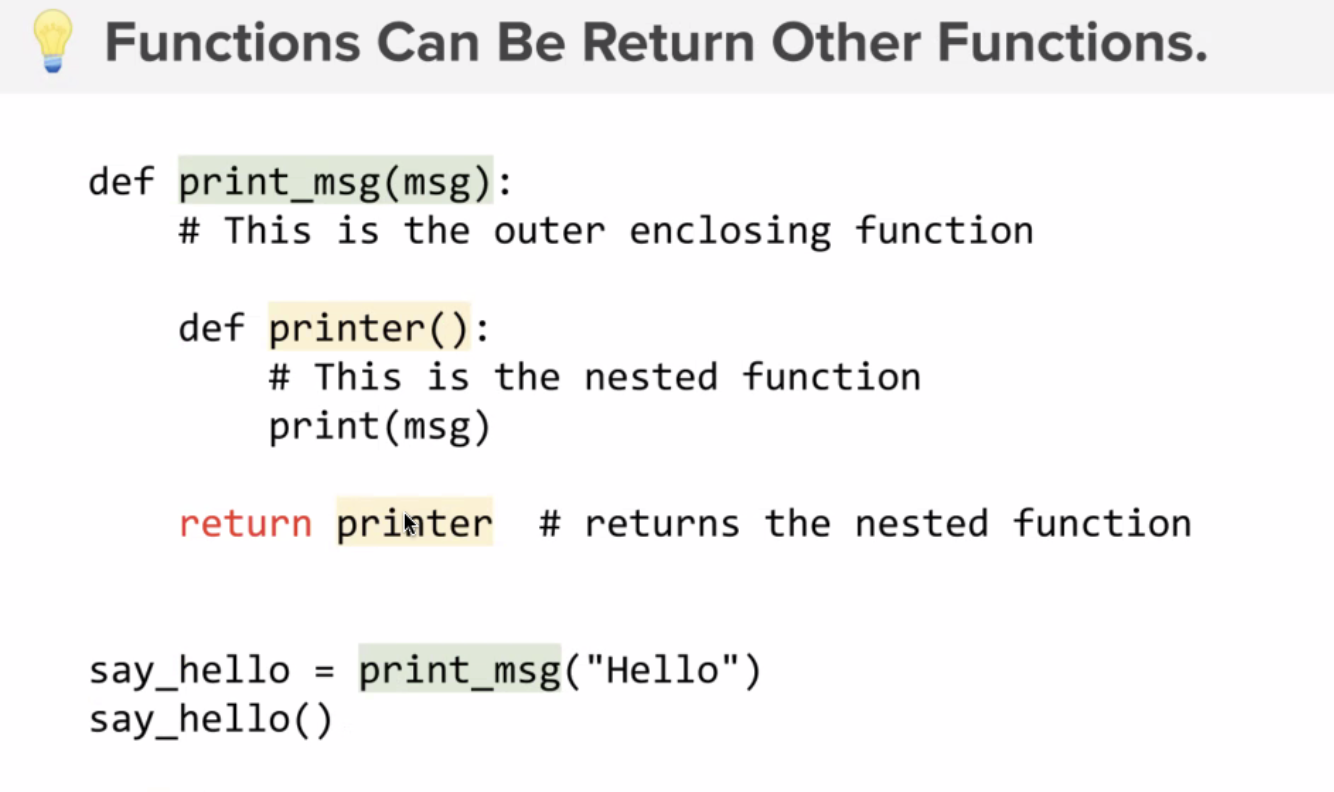 Functions Can Be Return Other Functions.
def print_msg(msg):
# This is the outer enclosing function
def printer():
# This is the nested function
print(msg)
return printer  # returns the nested function
say_hello = print_msg("Hello")
say_hello()